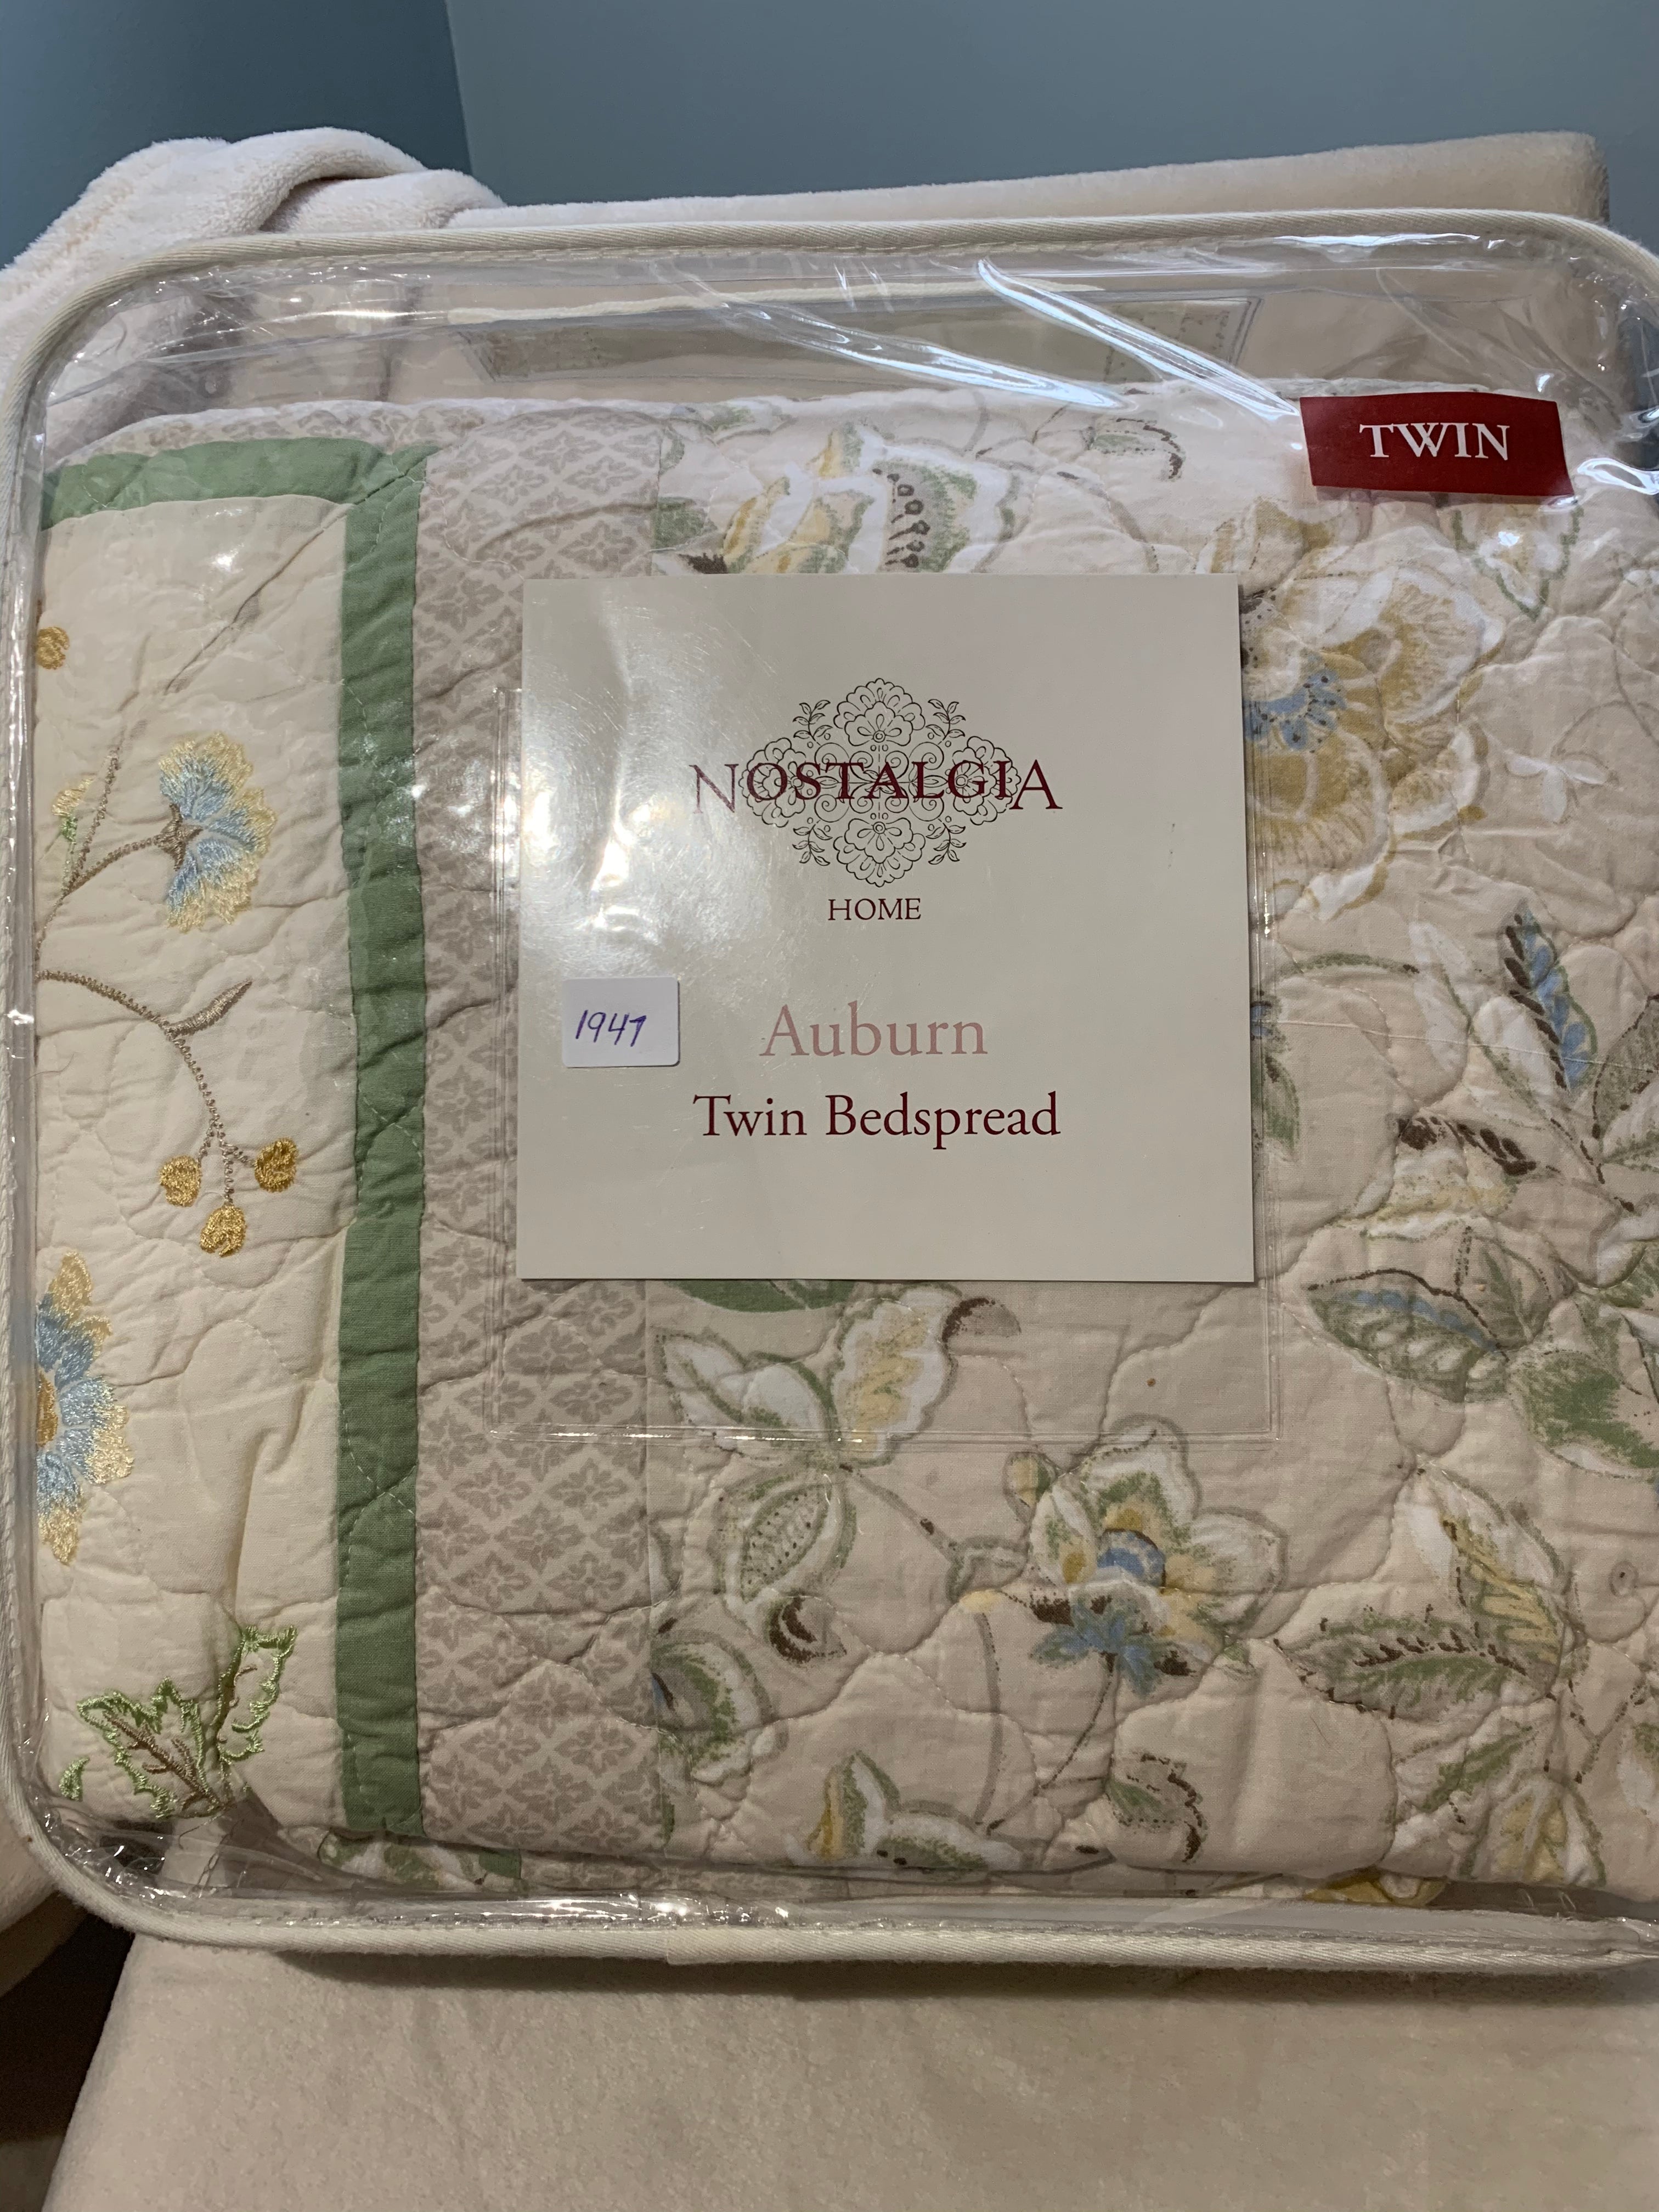 TWIN
NOSTALGIA
HOME
1947
Auburn
Twin Bedspread